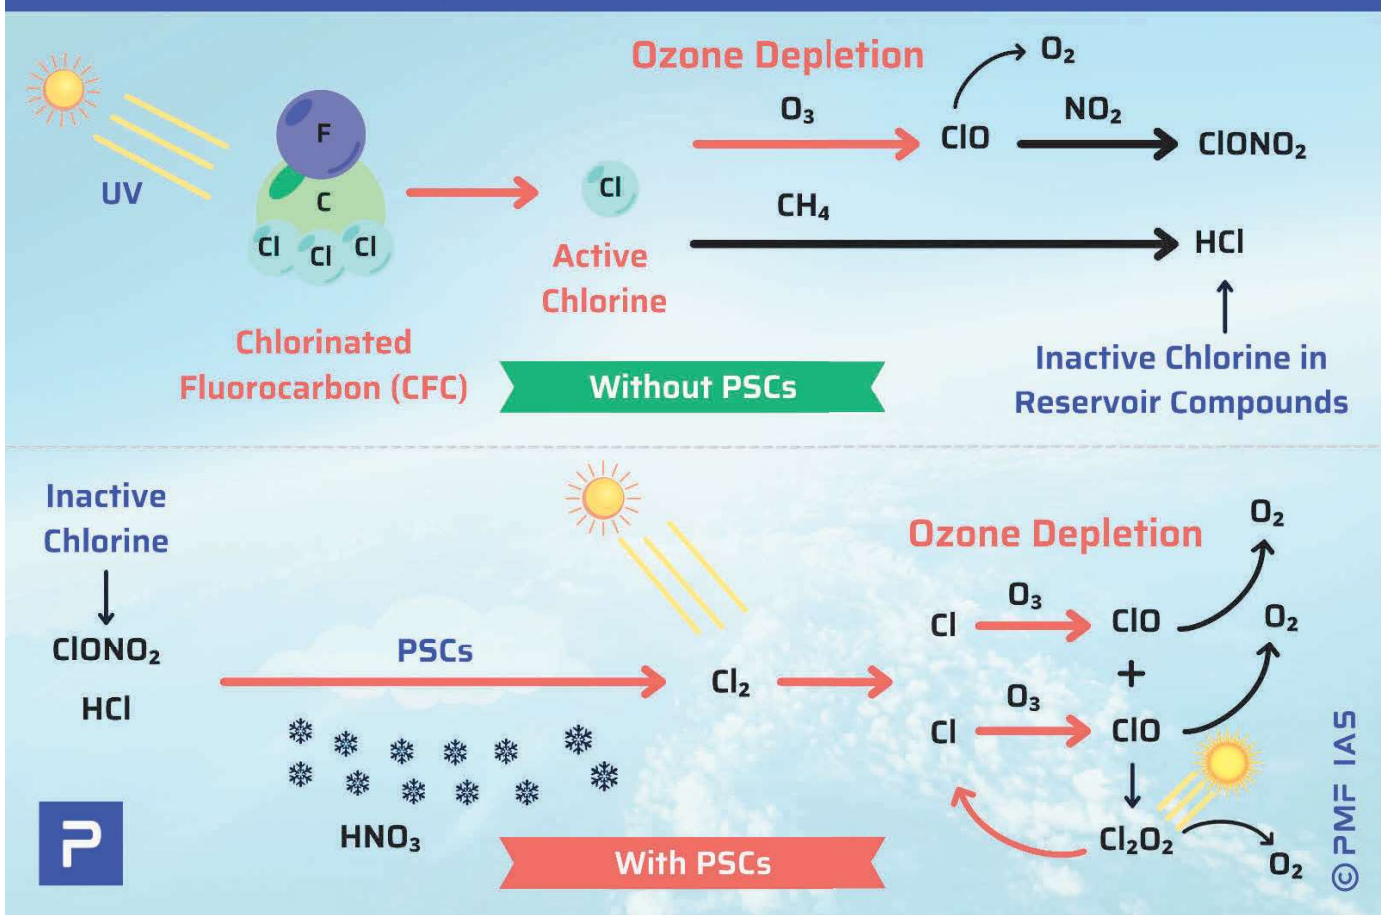 Ozone Depletion
O₂
O₃
ClO
NO₂
ClONO₂
UV
F
C
Cl
Cl
Cl
Cl
CH₄
HCl
Active
Chlorine
Chlorinated
Fluorocarbon (CFC)
Without PSCs
Inactive Chlorine in
Reservoir Compounds
Inactive
Chlorine
ClONO₂
HCl
PSCs
HNO₃
Cl₂
Ozone Depletion
O₂
Cl
O₃
ClO
O₂
+
Cl
O₃
ClO
Cl₂O₂
O₂
With PSCs
P
©PMF IAS